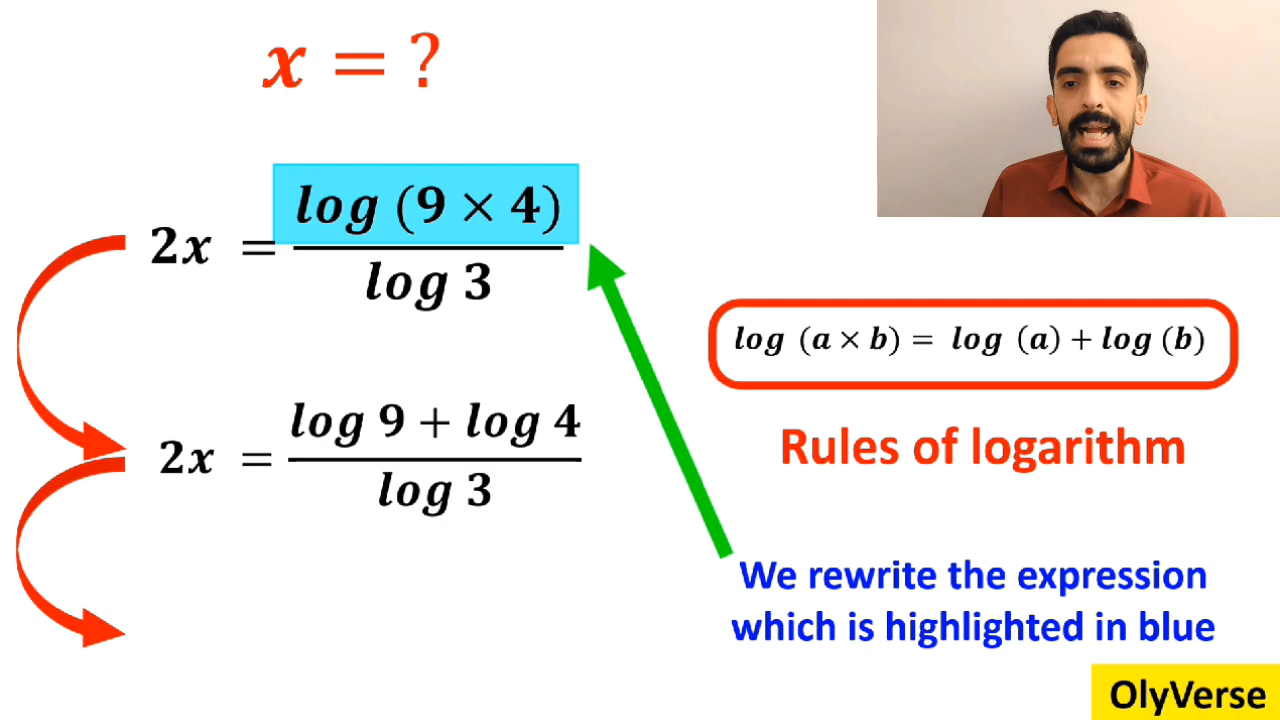 x = ?
2x = log (9 × 4) / log 3
log (a × b) = log (a) + log (b)
2x = log 9 + log 4 / log 3
Rules of logarithm
We rewrite the expression
which is highlighted in blue
OlyVerse